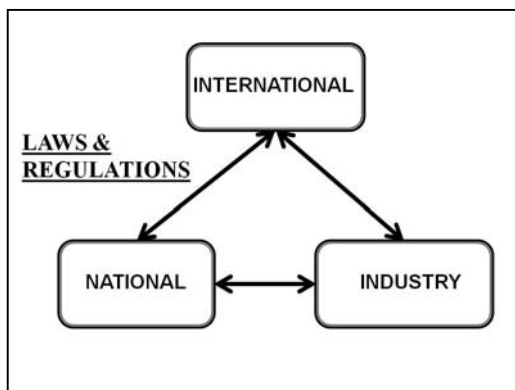 INTERNATIONAL
LAWS &
REGULATIONS
NATIONAL
INDUSTRY